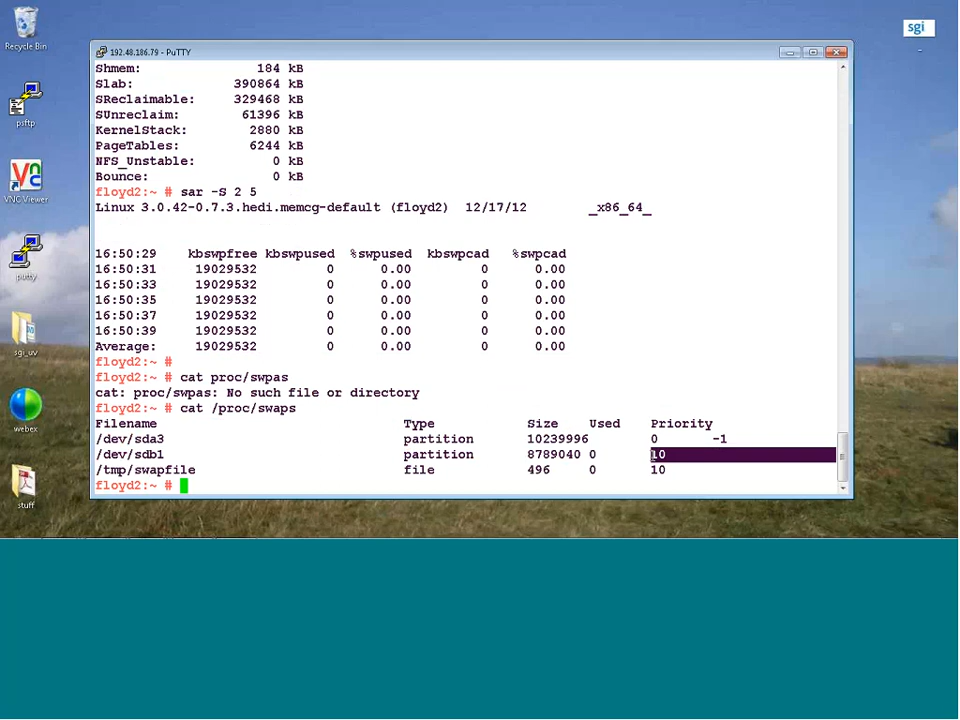 Recycle Bin
psftp
VNC Viewer
putty
sgi_uv
webex
stuff
sgi
192.48.186.79 - PuTTY
Shmem: 184 kB
Slab: 390864 kB
SReclaimable: 329468 kB
SUnreclaim: 61396 kB
KernelStack: 2880 kB
PageTables: 6244 kB
NFS_Unstable: 0 kB
Bounce: 0 kB
floyd2:~ # sar -S 2 5
Linux 3.0.42-0.7.3.hedi.memcg-default (floyd2) 12/17/12 _x86_64_
16:50:29 kbswpfree kbswpused %swpused kbswpcad %swpcad
16:50:31 19029532 0 0.00 0 0.00
16:50:33 19029532 0 0.00 0 0.00
16:50:35 19029532 0 0.00 0 0.00
16:50:37 19029532 0 0.00 0 0.00
16:50:39 19029532 0 0.00 0 0.00
Average: 19029532 0 0.00 0 0.00
floyd2:~ #
floyd2:~ # cat proc/swpas
cat: proc/swpas: No such file or directory
floyd2:~ # cat /proc/swaps
Filename Type Size Used Priority
/dev/sda3 partition 10239996 0 -1
/dev/sdb1 partition 8789040 0 10
/tmp/swapfile file 496 0 10
floyd2:~ #